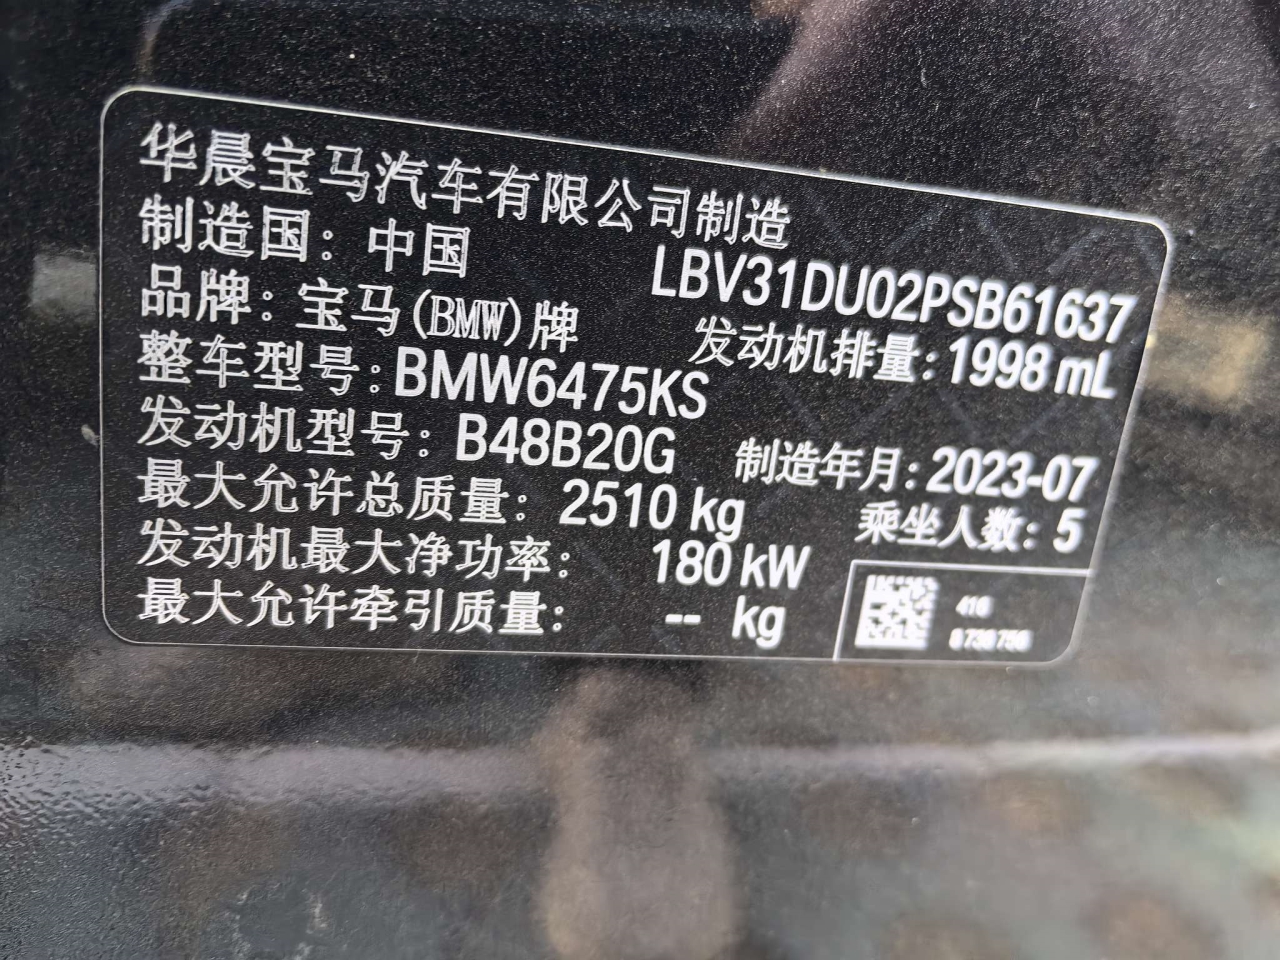 华晨宝马汽车有限公司制造
制造国：中国
LBV31DU02PSB61637
品牌：宝马(BMW)牌
发动机排量：1998 mL
整车型号：BMW6475KS
发动机型号：B48B20G
制造年月：2023-07
最大允许总质量：2510 kg
乘坐人数：5
发动机最大净功率：180 kW
最大允许牵引质量：-- kg
416